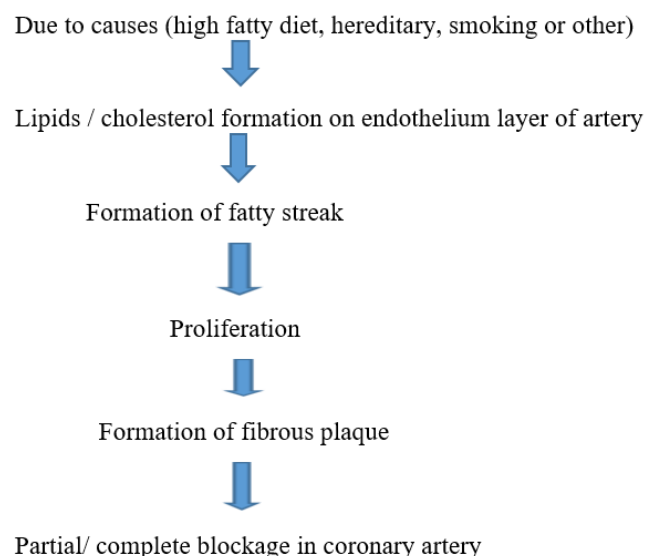 Due to causes (high fatty diet, hereditary, smoking or other)
Lipids / cholesterol formation on endothelium layer of artery
Formation of fatty streak
Proliferation
Formation of fibrous plaque
Partial/ complete blockage in coronary artery